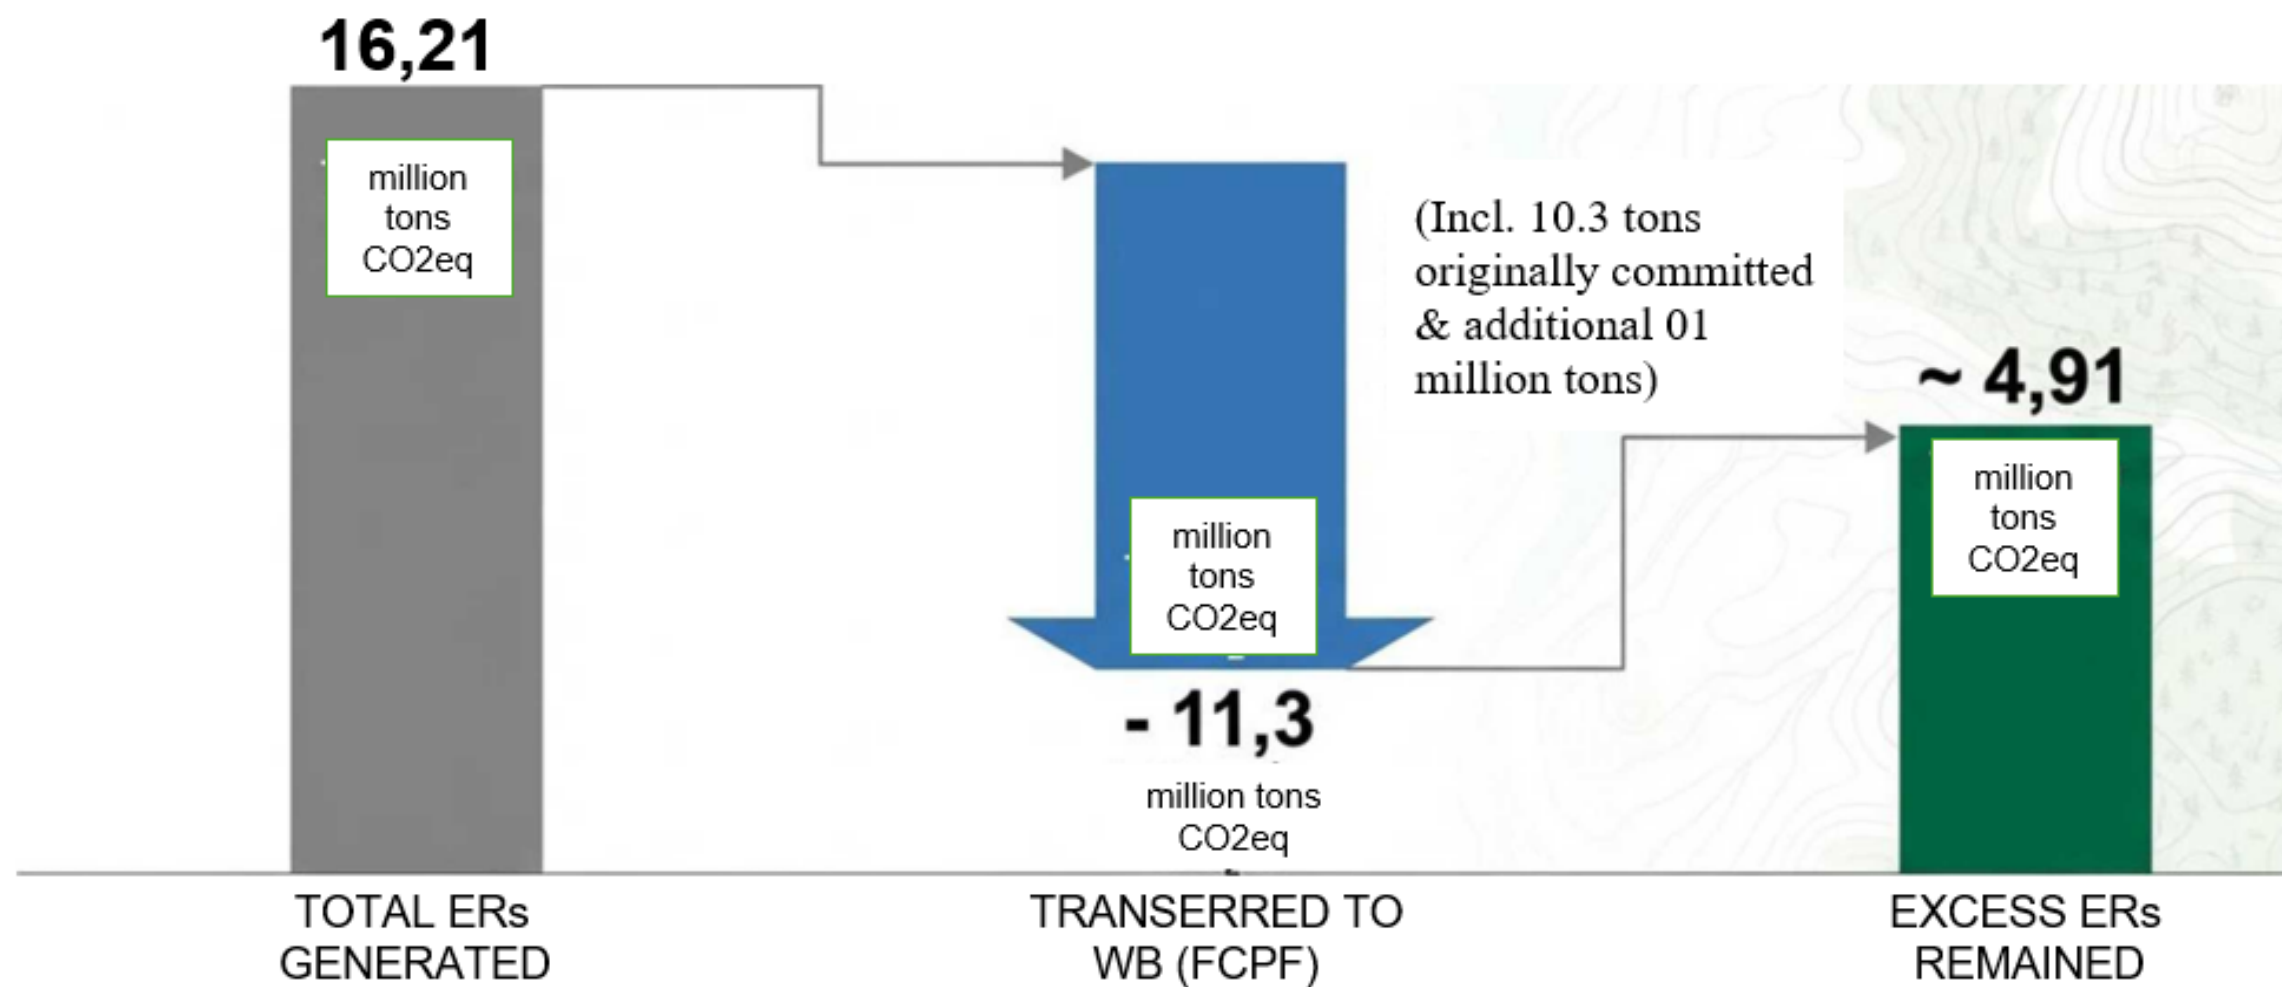 16,21
million
tons
CO2eq
TOTAL ERs
GENERATED
million
tons
CO2eq
- 11,3
million tons
CO2eq
TRANSERRED TO
WB (FCPF)
(Incl. 10.3 tons
originally committed
& additional 01
million tons)
~ 4,91
million
tons
CO2eq
EXCESS ERs
REMAINED